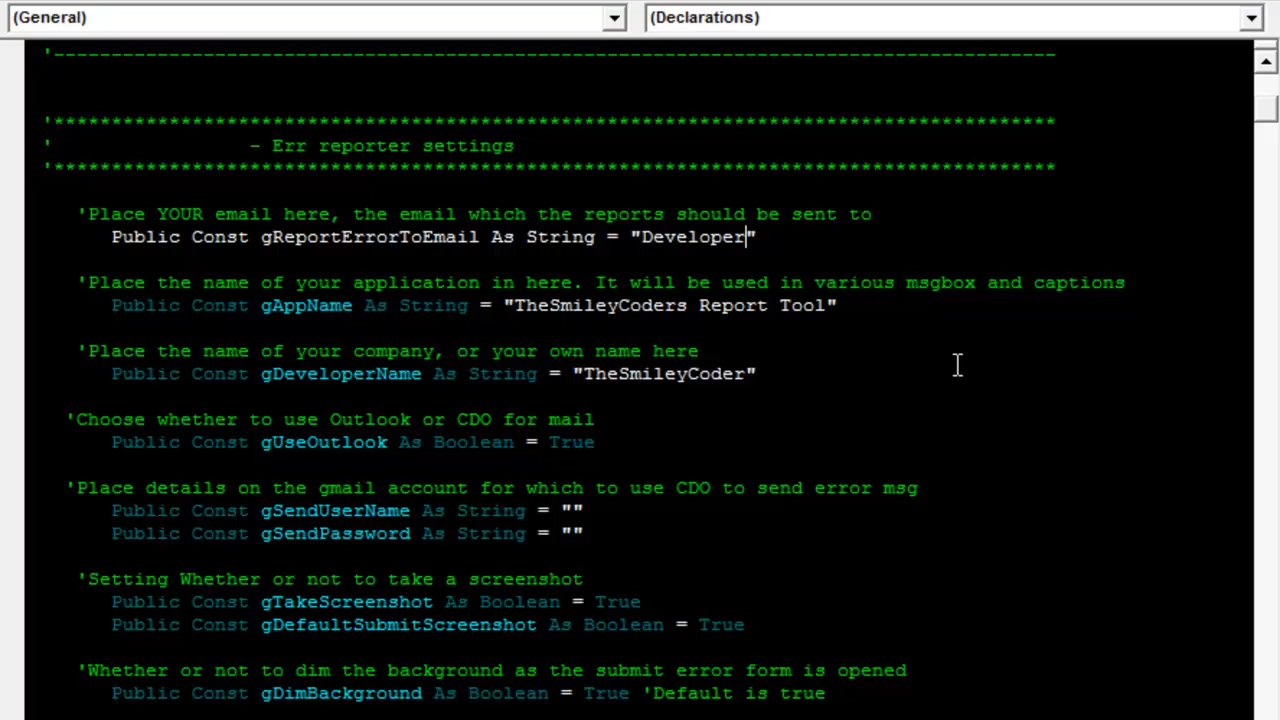 (General) (Declarations)
'---------------------------------------------------------------------------------------
'***************************************************************************************
' - Err reporter settings
'***************************************************************************************
'Place YOUR email here, the email which the reports should be sent to
Public Const gReportErrorToEmail As String = "Developer"
'Place the name of your application in here. It will be used in various msgbox and captions
Public Const gAppName As String = "TheSmileyCoders Report Tool"
'Place the name of your company, or your own name here
Public Const gDeveloperName As String = "TheSmileyCoder"
'Choose whether to use Outlook or CDO for mail
Public Const gUseOutlook As Boolean = True
'Place details on the gmail account for which to use CDO to send error msg
Public Const gSendUserName As String = ""
Public Const gSendPassword As String = ""
'Setting Whether or not to take a screenshot
Public Const gTakeScreenshot As Boolean = True
Public Const gDefaultSubmitScreenshot As Boolean = True
'Whether or not to dim the background as the submit error form is opened
Public Const gDimBackground As Boolean = True 'Default is true